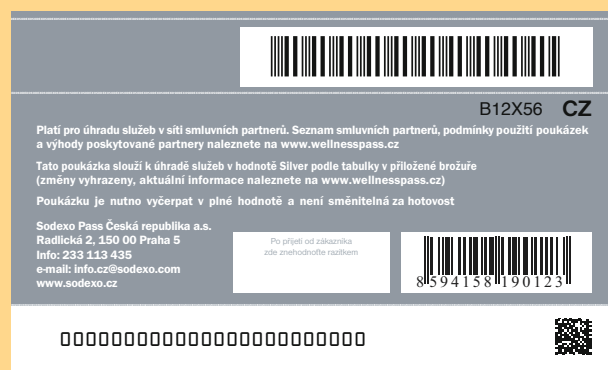 B12X56 CZ
Platí pro úhradu služeb v síti smluvních partnerů. Seznam smluvních partnerů, podmínky použití poukázek
a výhody poskytované partnery naleznete na www.wellnesspass.cz
Tato poukázka slouží k úhradě služeb v hodnotě Silver podle tabulky v přiložené brožuře
(změny vyhrazeny, aktuální informace naleznete na www.wellnesspass.cz)
Poukázku je nutno vyčerpat v plné hodnotě a není směnitelná za hotovost
Sodexo Pass Česká republika a.s.
Radlická 2, 150 00 Praha 5
Info: 233 113 435
e-mail: info.cz@sodexo.com
www.sodexo.cz
Po přijetí od zákazníka
zde znehodnoťte razítkem
8 594158 190123
000000000000000000000000